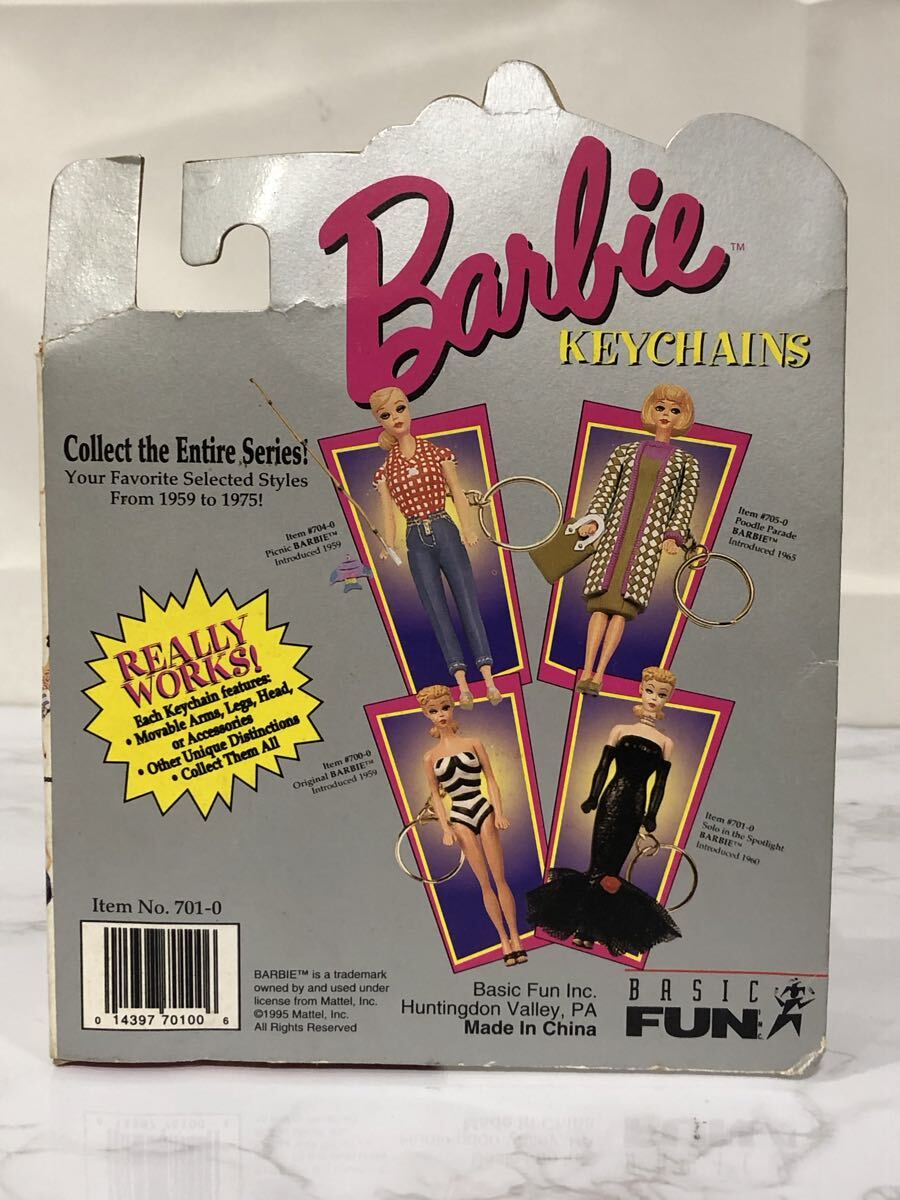 Barbie™
KEYCHAINS
Collect the Entire Series!
Your Favorite Selected Styles
From 1959 to 1975!
Item #704-0
Picnic BARBIE™
Introduced 1959
Item #705-0
Poodle Parade
BARBIE™
Introduced 1965
REALLY
WORKS!
Each Keychain features:
• Movable Arms, Legs, Head,
or Accessories
• Other Unique Distinctions
• Collect Them All
Item #700-0
Original BARBIE™
Introduced 1959
Item #701-0
Solo in the Spotlight
BARBIE™
Introduced 1960
Item No. 701-0
0 14397 70100 6
BARBIE™ is a trademark
owned by and used under
license from Mattel, Inc.
©1995 Mattel, Inc.
All Rights Reserved
Basic Fun Inc.
Huntingdon Valley, PA
Made In China
BASIC
FUN INC.